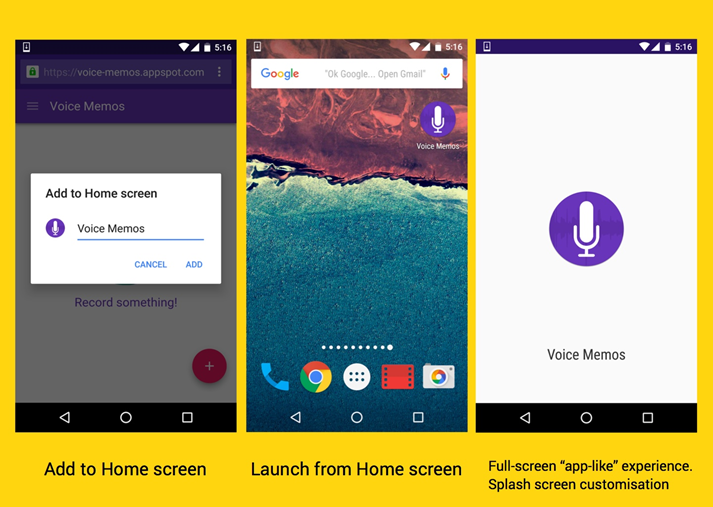 5:16
https://voice-memos.appspot.com
Voice Memos
Add to Home screen
Voice Memos
CANCEL ADD
Record something!
+
Add to Home screen
5:16
Google "Ok Google... Open Gmail"
Voice Memos
Launch from Home screen
5:16
Voice Memos
Full-screen “app-like” experience.
Splash screen customisation